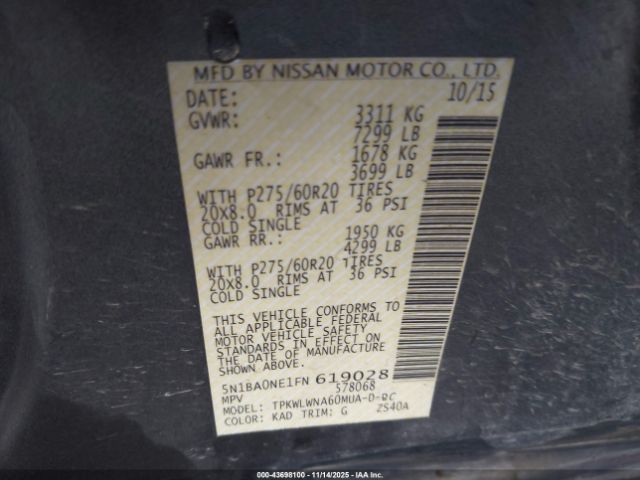 MFD BY NISSAN MOTOR CO., LTD.
DATE: 10/15
GVWR: 3311 KG
7299 LB
GAWR FR.: 1678 KG
3699 LB
WITH P275/60R20 TIRES
20X8.0 RIMS AT 36 PSI
COLD SINGLE
GAWR RR.: 1950 KG
4299 LB
WITH P275/60R20 TIRES
20X8.0 RIMS AT 36 PSI
COLD SINGLE
THIS VEHICLE CONFORMS TO
ALL APPLICABLE FEDERAL
MOTOR VEHICLE SAFETY
STANDARDS IN EFFECT ON
THE DATE OF MANUFACTURE
SHOWN ABOVE.
5N1BA0NE1FN 619028
MPV 578068
MODEL: TPKWLWNA60MUA-D-RC
COLOR: KAD TRIM: G ZS40A
000-43698100 - 11/14/2025 - IAA Inc.